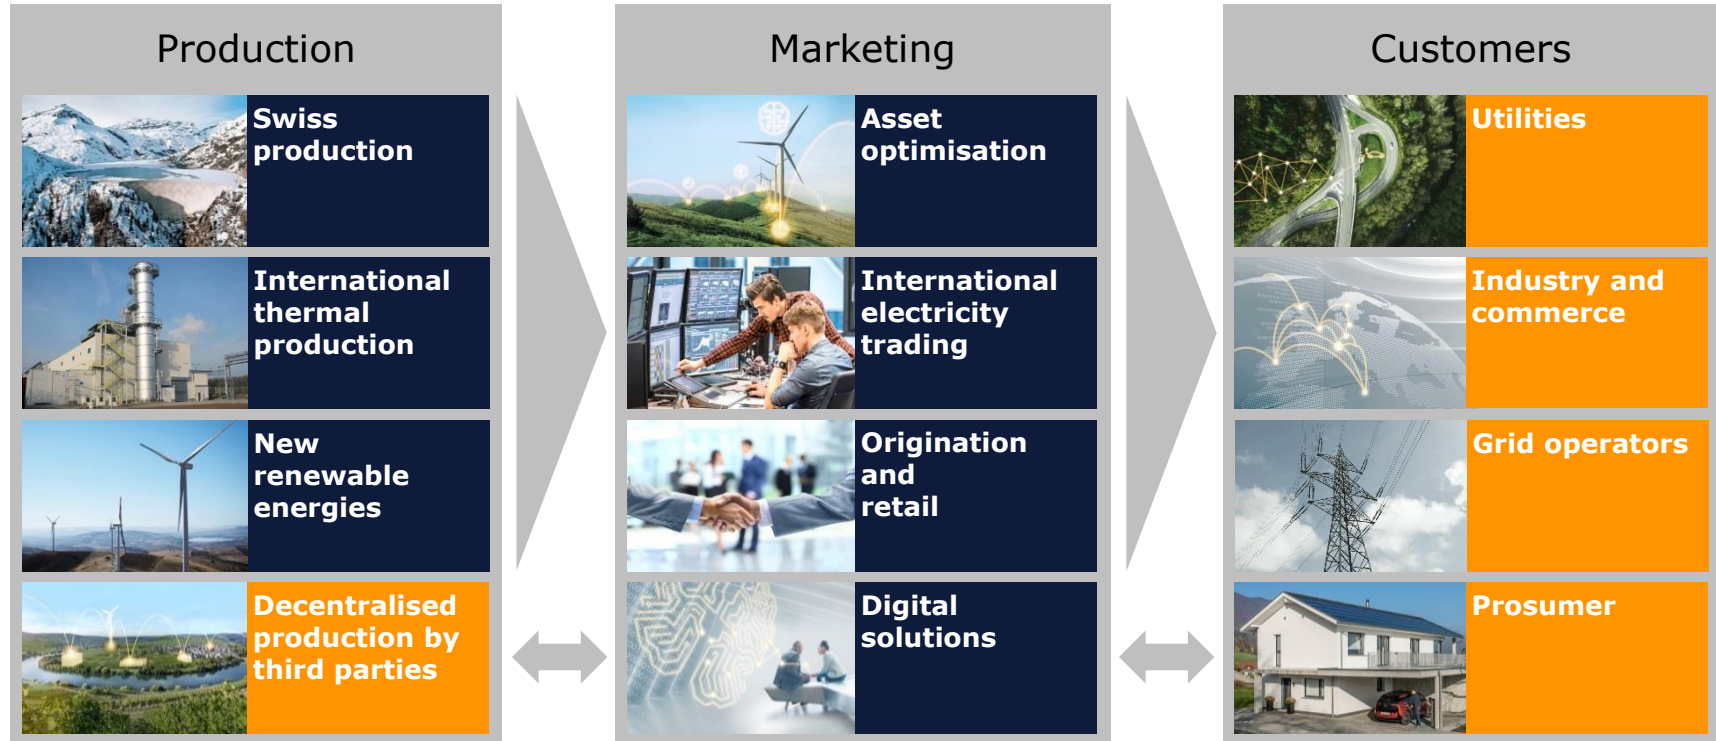 Production
Swiss
production
International
thermal
production
New
renewable
energies
Decentralised
production by
third parties
Marketing
Asset
optimisation
International
electricity
trading
Origination
and
retail
Digital
solutions
Customers
Utilities
Industry and
commerce
Grid operators
Prosumer